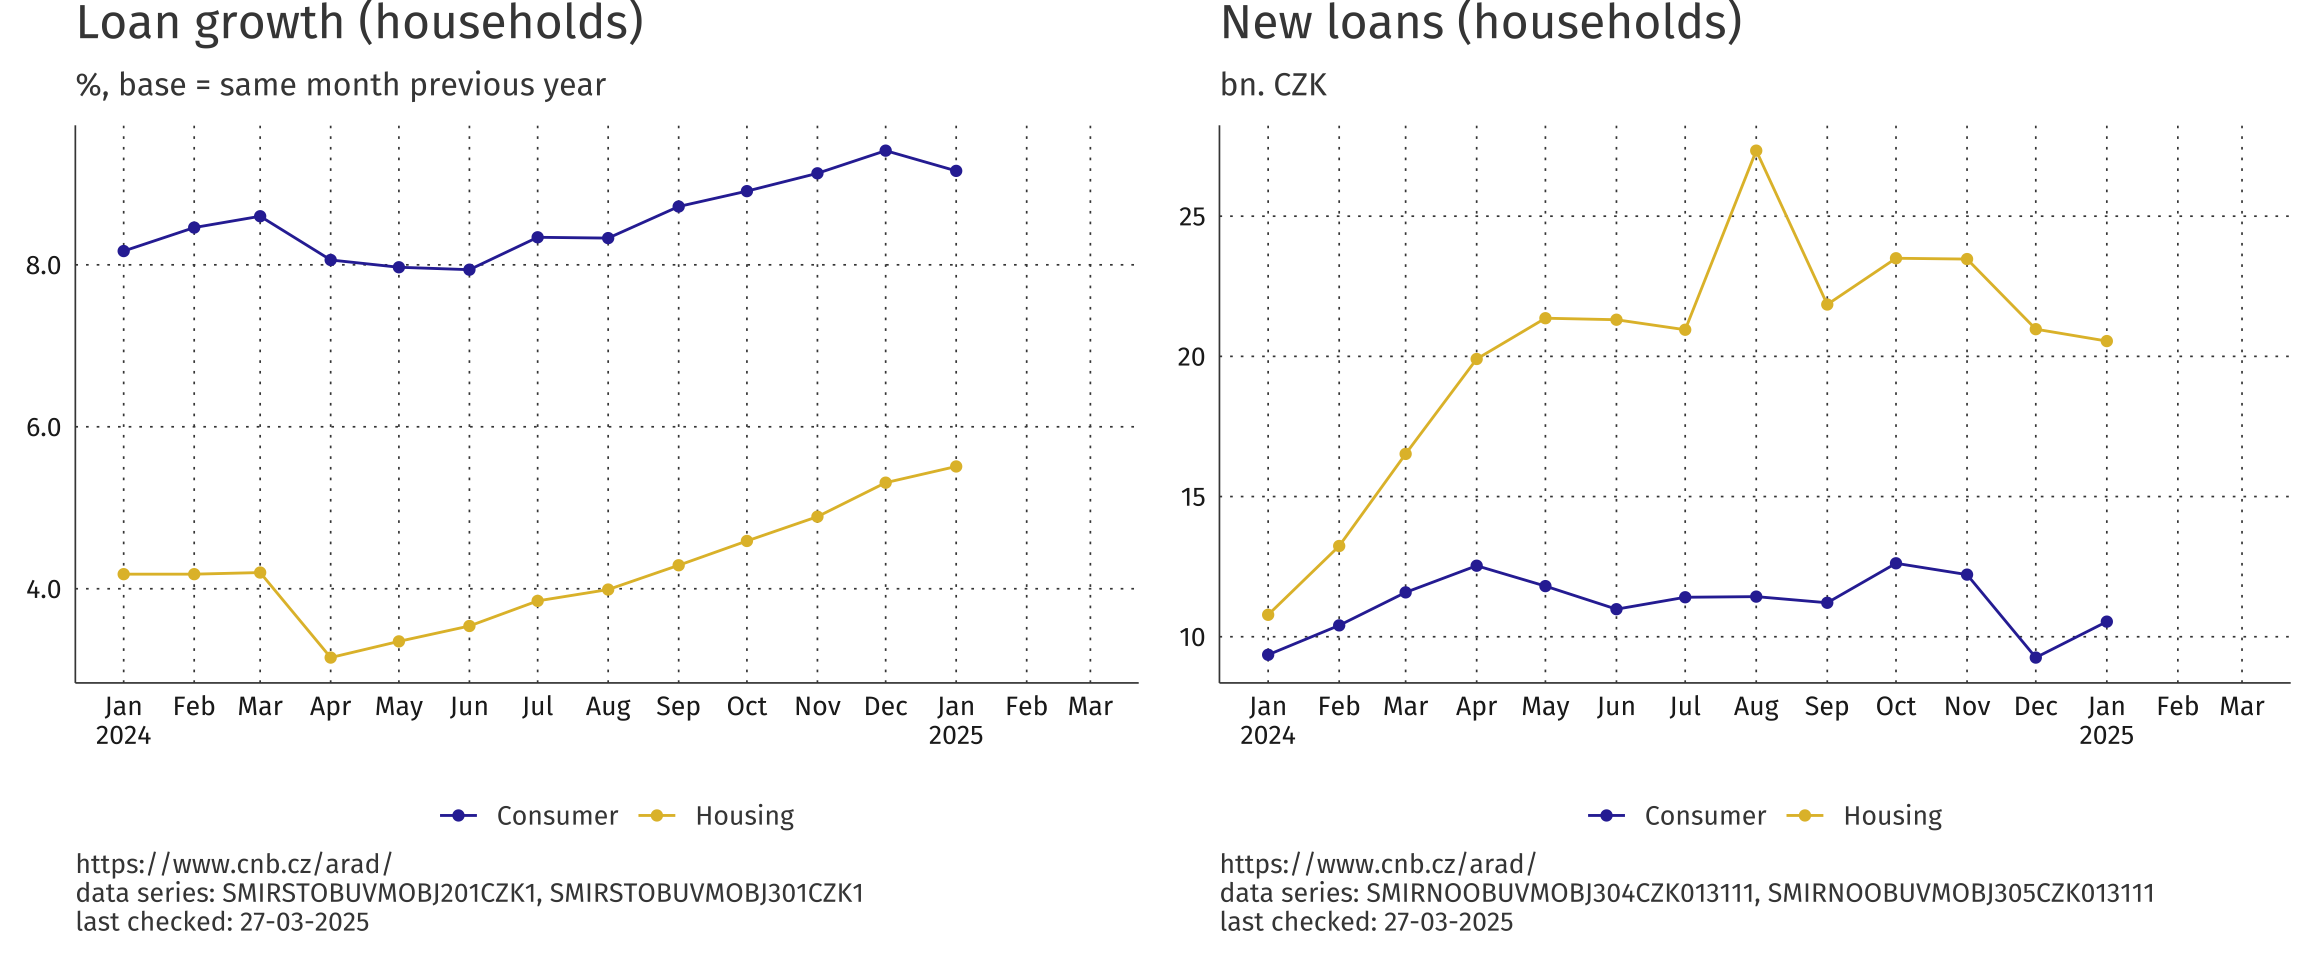 Loan growth (households)
%, base = same month previous year
8.0
6.0
4.0
Jan Feb Mar Apr May Jun Jul Aug Sep Oct Nov Dec Jan Feb Mar
2024 2025
Consumer Housing
https://www.cnb.cz/arad/
data series: SMIRSTOBUVMOBJ201CZK1, SMIRSTOBUVMOBJ301CZK1
last checked: 27-03-2025
New loans (households)
bn. CZK
25
20
15
10
Jan Feb Mar Apr May Jun Jul Aug Sep Oct Nov Dec Jan Feb Mar
2024 2025
Consumer Housing
https://www.cnb.cz/arad/
data series: SMIRNOOBUVMOBJ304CZK013111, SMIRNOOBUVMOBJ305CZK013111
last checked: 27-03-2025